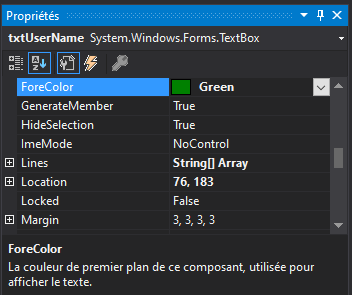 Propriétés
txtUserName System.Windows.Forms.TextBox
ForeColor Green
GenerateMember True
HideSelection True
ImeMode NoControl
Lines String[] Array
Location 76, 183
Locked False
Margin 3, 3, 3, 3
ForeColor
La couleur de premier plan de ce composant, utilisée pour
afficher le texte.